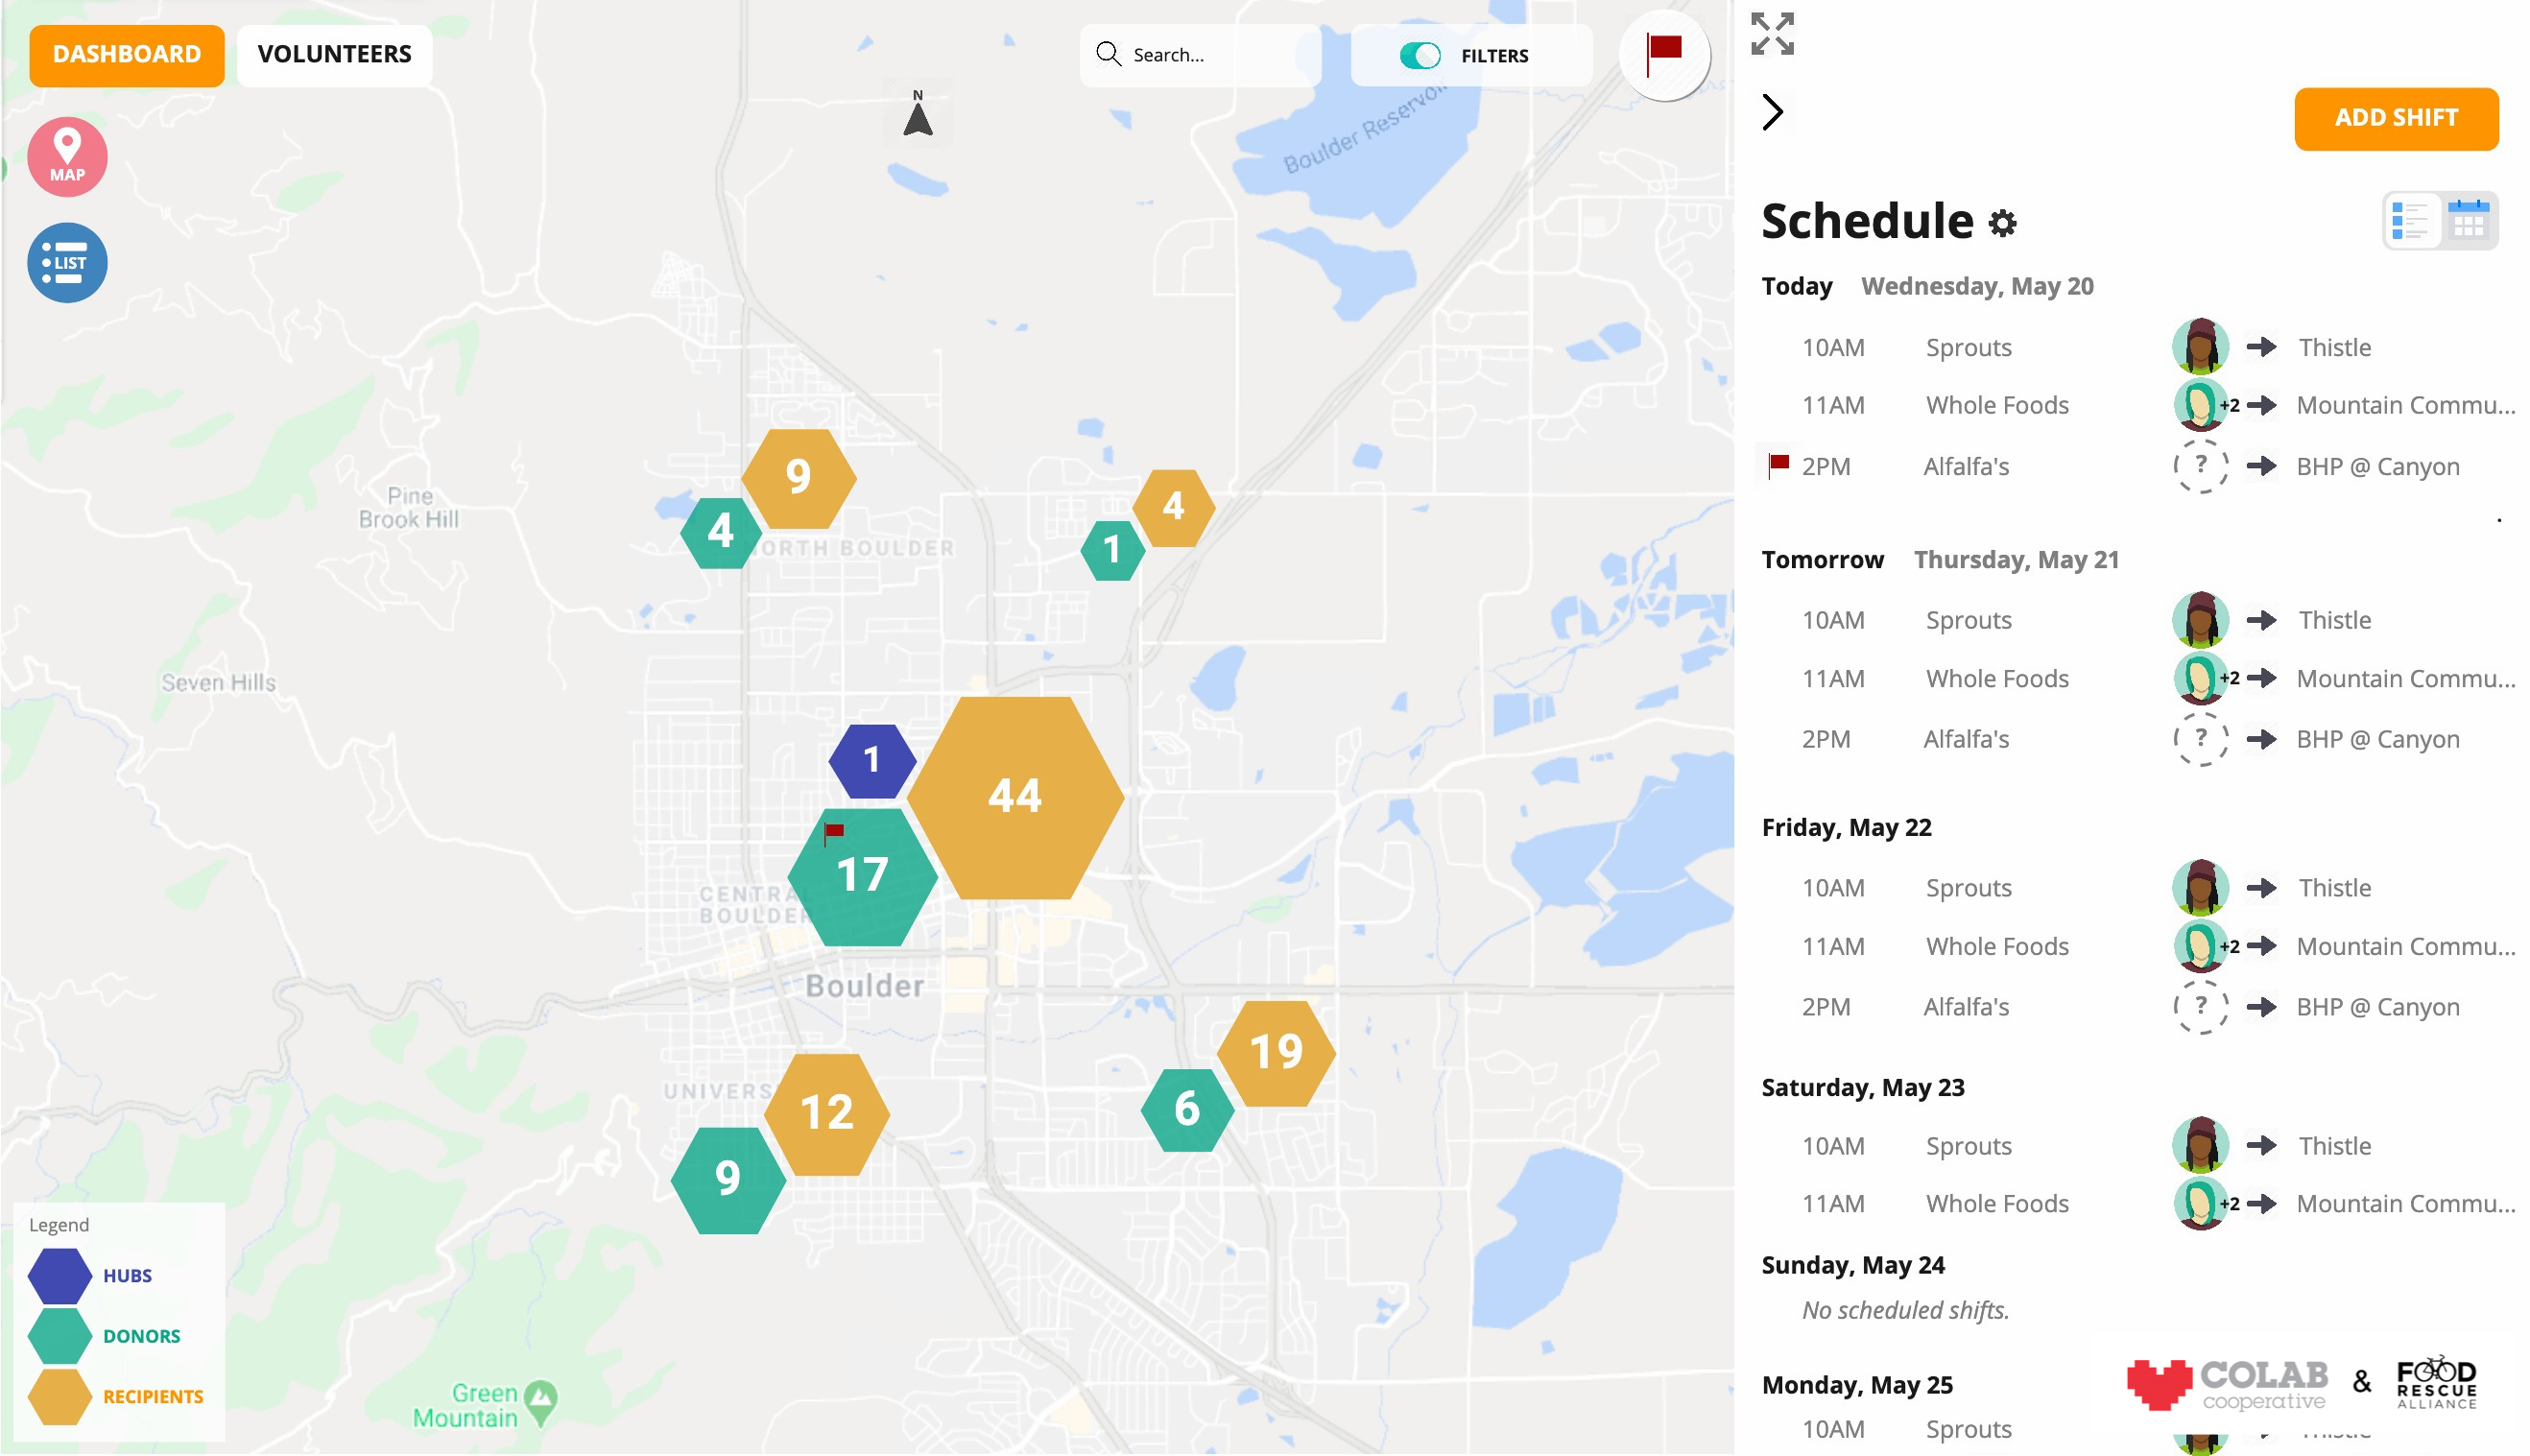 DASHBOARD
VOLUNTEERS
Search...
FILTERS
MAP
LIST
N
Boulder Reservoir
Pine
Brook Hill
9
4
ORTH BOULDER
4
1
Seven Hills
1
44
17
CENTRAL
BOULDER
Boulder
19
6
UNIVERS
12
9
Green
Mountain
Legend
HUBS
DONORS
RECIPIENTS
ADD SHIFT
Schedule
Today Wednesday, May 20
10AM Sprouts Thistle
11AM Whole Foods +2 Mountain Commu...
2PM Alfalfa's ? BHP @ Canyon
.
Tomorrow Thursday, May 21
10AM Sprouts Thistle
11AM Whole Foods +2 Mountain Commu...
2PM Alfalfa's ? BHP @ Canyon
Friday, May 22
10AM Sprouts Thistle
11AM Whole Foods +2 Mountain Commu...
2PM Alfalfa's ? BHP @ Canyon
Saturday, May 23
10AM Sprouts Thistle
11AM Whole Foods +2 Mountain Commu...
Sunday, May 24
No scheduled shifts.
Monday, May 25
10AM Sprouts
COLAB
cooperative
&
FOOD
RESCUE
ALLIANCE